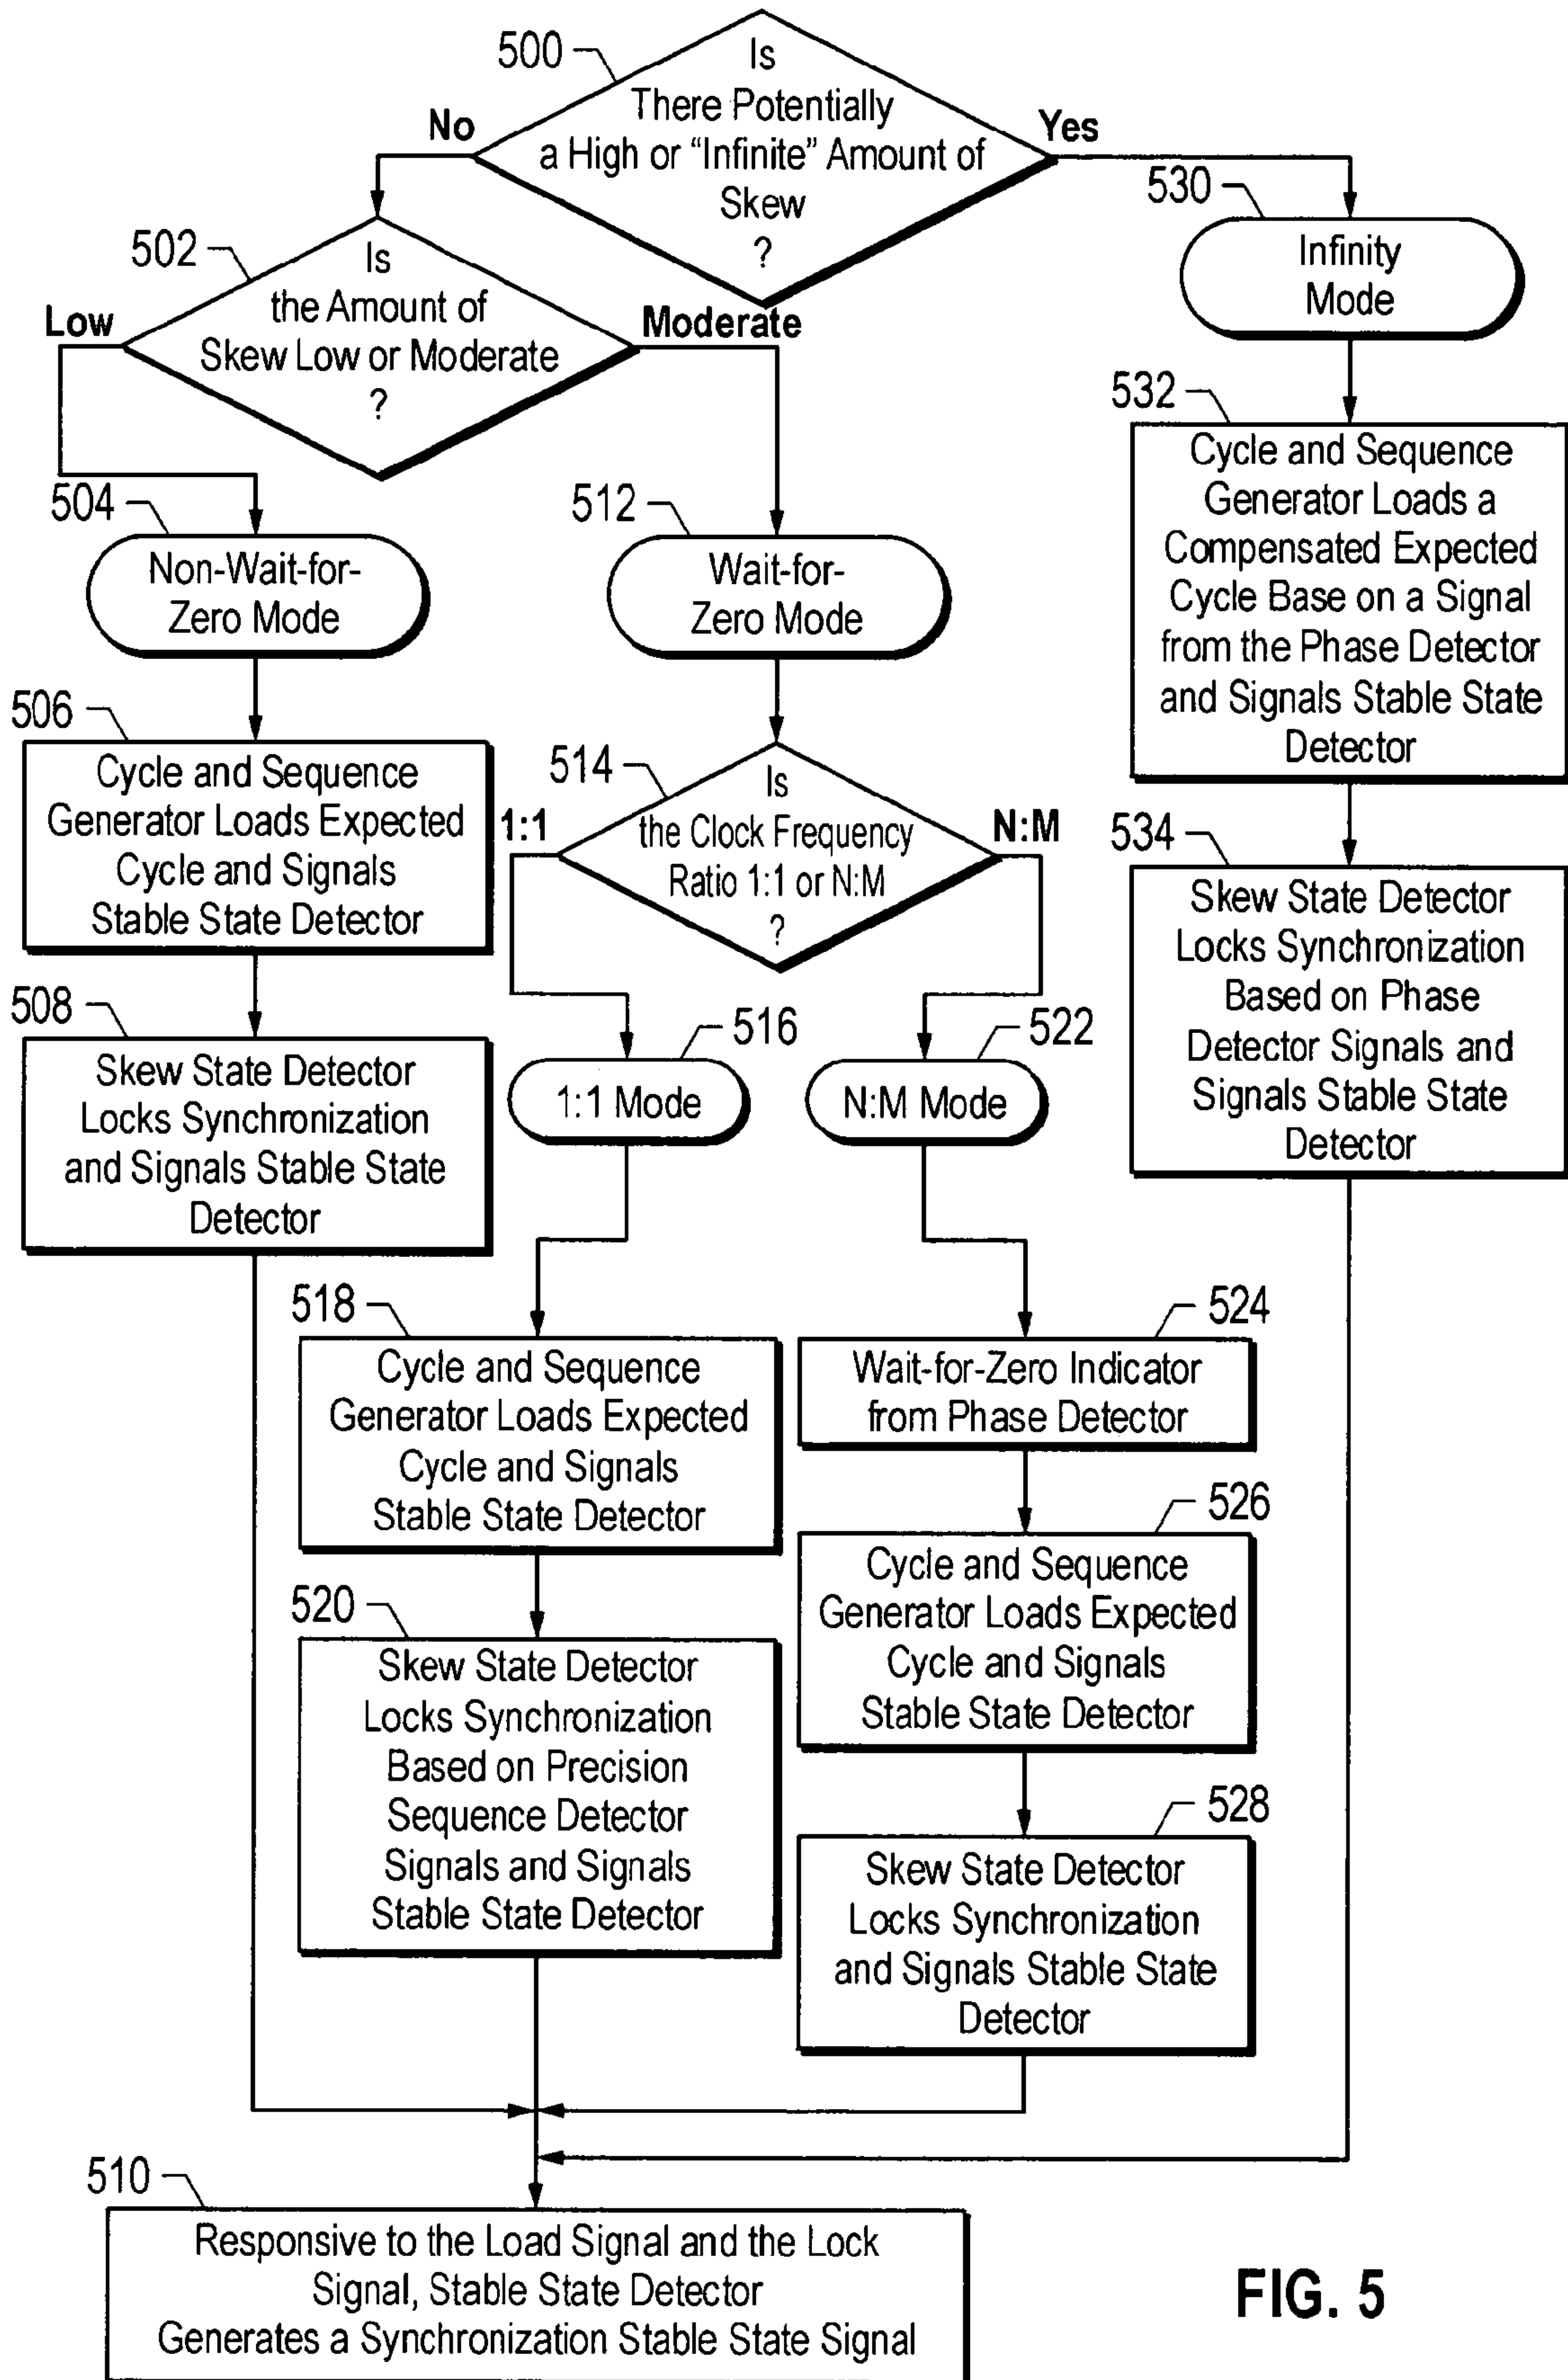 500
Is
There Potentially
a High or “Infinite” Amount of
Skew
?
No
Yes
502
Is
the Amount of
Skew Low or Moderate
?
Low
Moderate
530
Infinity
Mode
532
Cycle and Sequence
Generator Loads a
Compensated Expected
Cycle Base on a Signal
from the Phase Detector
and Signals Stable State
Detector
504
Non-Wait-for-
Zero Mode
512
Wait-for-
Zero Mode
506
Cycle and Sequence
Generator Loads Expected
Cycle and Signals
Stable State Detector
514
Is
the Clock Frequency
Ratio 1:1 or N:M
?
1:1
N:M
534
Skew State Detector
Locks Synchronization
Based on Phase
Detector Signals and
Signals Stable State
Detector
508
Skew State Detector
Locks Synchronization
and Signals Stable State
Detector
516
1:1 Mode
522
N:M Mode
518
Cycle and Sequence
Generator Loads Expected
Cycle and Signals
Stable State Detector
524
Wait-for-Zero Indicator
from Phase Detector
526
Cycle and Sequence
Generator Loads Expected
Cycle and Signals
Stable State Detector
520
Skew State Detector
Locks Synchronization
Based on Precision
Sequence Detector
Signals and Signals
Stable State Detector
528
Skew State Detector
Locks Synchronization
and Signals Stable State
Detector
510
Responsive to the Load Signal and the Lock
Signal, Stable State Detector
Generates a Synchronization Stable State Signal
FIG. 5